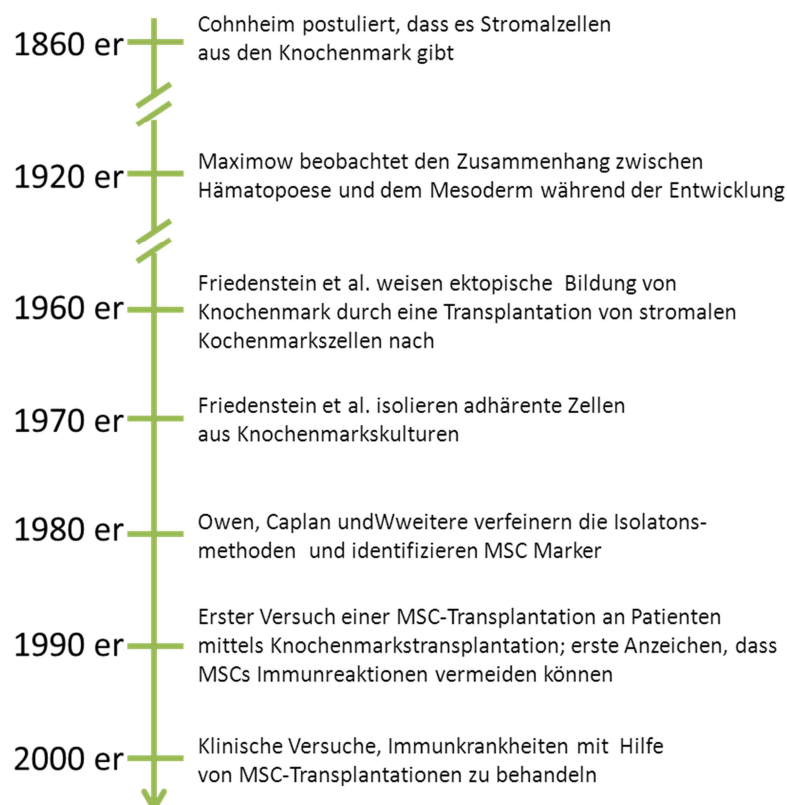 1860 er
Cohnheim postuliert, dass es Stromalzellen
aus den Knochenmark gibt
1920 er
Maximow beobachtet den Zusammenhang zwischen
Hämatopoese und dem Mesoderm während der Entwicklung
1960 er
Friedenstein et al. weisen ektopische Bildung von
Knochenmark durch eine Transplantation von stromalen
Kochenmarkszellen nach
1970 er
Friedenstein et al. isolieren adhärente Zellen
aus Knochenmarkskulturen
1980 er
Owen, Caplan undWweitere verfeinern die Isolatons-
methoden und identifizieren MSC Marker
1990 er
Erster Versuch einer MSC-Transplantation an Patienten
mittels Knochenmarkstransplantation; erste Anzeichen, dass
MSCs Immunreaktionen vermeiden können
2000 er
Klinische Versuche, Immunkrankheiten mit Hilfe
von MSC-Transplantationen zu behandeln